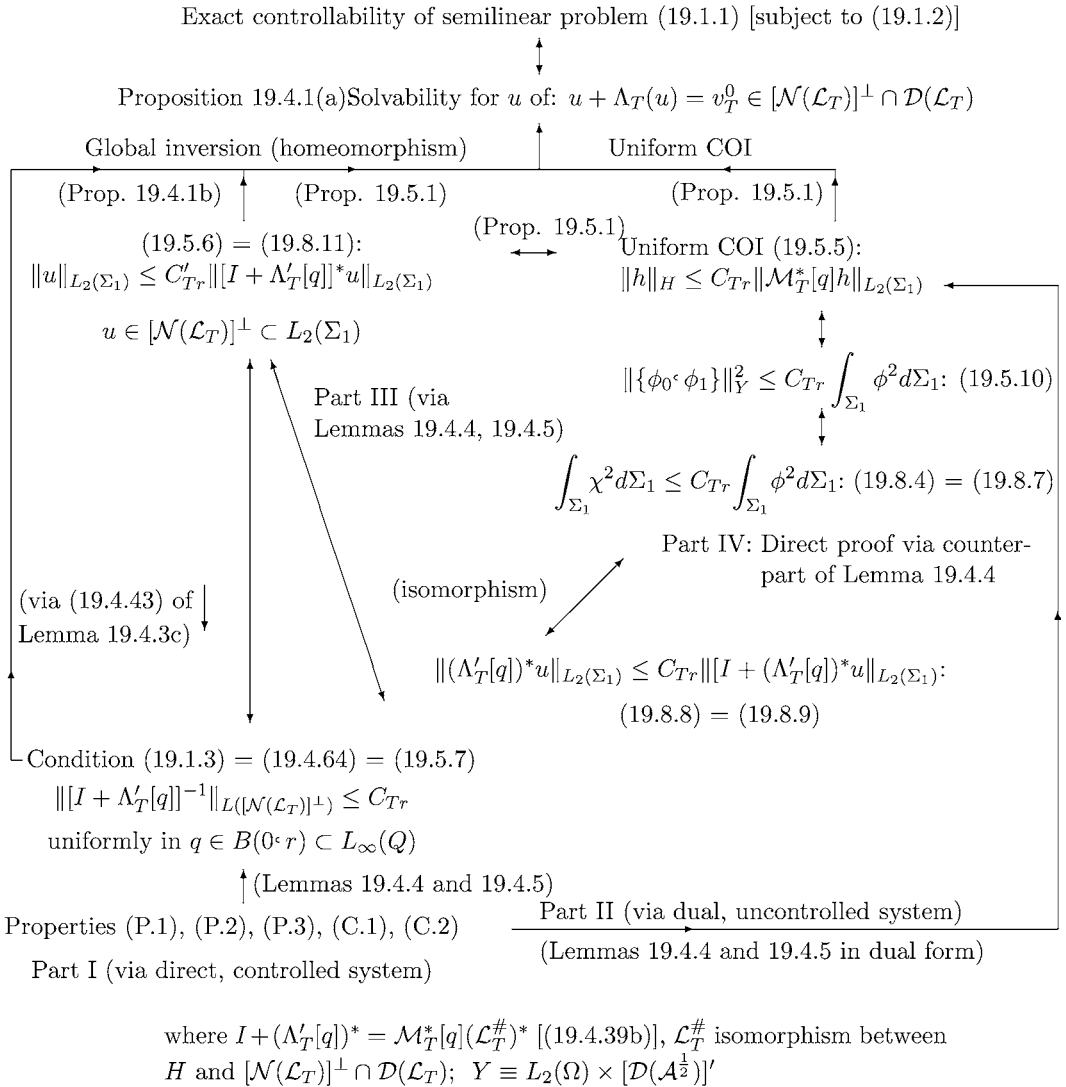 Exact controllability of semilinear problem (19.1.1) [subject to (19.1.2)]
Proposition 19.4.1(a)Solvability for u of: u + Λ_T(u) = v_T^0 ∈ [𝒩(ℒ_T)]^⊥ ∩ 𝒟(ℒ_T)
Global inversion (homeomorphism)
Uniform COI
(Prop. 19.4.1b)
(Prop. 19.5.1)
(Prop. 19.5.1)
(Prop. 19.5.1)
(19.5.6) = (19.8.11):
‖u‖_{L_2(Σ_1)} ≤ C′_{Tr}‖[I + Λ′_T[q]]*u‖_{L_2(Σ_1)}
u ∈ [𝒩(ℒ_T)]^⊥ ⊂ L_2(Σ_1)
Uniform COI (19.5.5):
‖h‖_H ≤ C_{Tr}‖ℳ*_T[q]h‖_{L_2(Σ_1)}
‖{φ_0˓ φ_1}‖²_Y ≤ C_{Tr} ∫_{Σ_1} φ²dΣ_1: (19.5.10)
Part III (via
Lemmas 19.4.4, 19.4.5)
∫_{Σ_1} χ²dΣ_1 ≤ C_{Tr} ∫_{Σ_1} φ²dΣ_1: (19.8.4) = (19.8.7)
Part IV: Direct proof via counter-
part of Lemma 19.4.4
(isomorphism)
(via (19.4.43) of
Lemma 19.4.3c)
‖(Λ′_T[q])*u‖_{L_2(Σ_1)} ≤ C_{Tr}‖[I + (Λ′_T[q])*u‖_{L_2(Σ_1)}:
(19.8.8) = (19.8.9)
Condition (19.1.3) = (19.4.64) = (19.5.7)
‖[I + Λ′_T[q]]^{-1}‖_{L([𝒩(ℒ_T)]^⊥)} ≤ C_{Tr}
uniformly in q ∈ B(0˓ r) ⊂ L_∞(Q)
(Lemmas 19.4.4 and 19.4.5)
Properties (P.1), (P.2), (P.3), (C.1), (C.2)
Part I (via direct, controlled system)
Part II (via dual, uncontrolled system)
(Lemmas 19.4.4 and 19.4.5 in dual form)
where I + (Λ′_T[q])* = ℳ*_T[q](ℒ_T^#)* [(19.4.39b)], ℒ_T^# isomorphism between
H and [𝒩(ℒ_T)]^⊥ ∩ 𝒟(ℒ_T); Y ≡ L_2(Ω) × [𝒟(𝒜^{1/2})]′